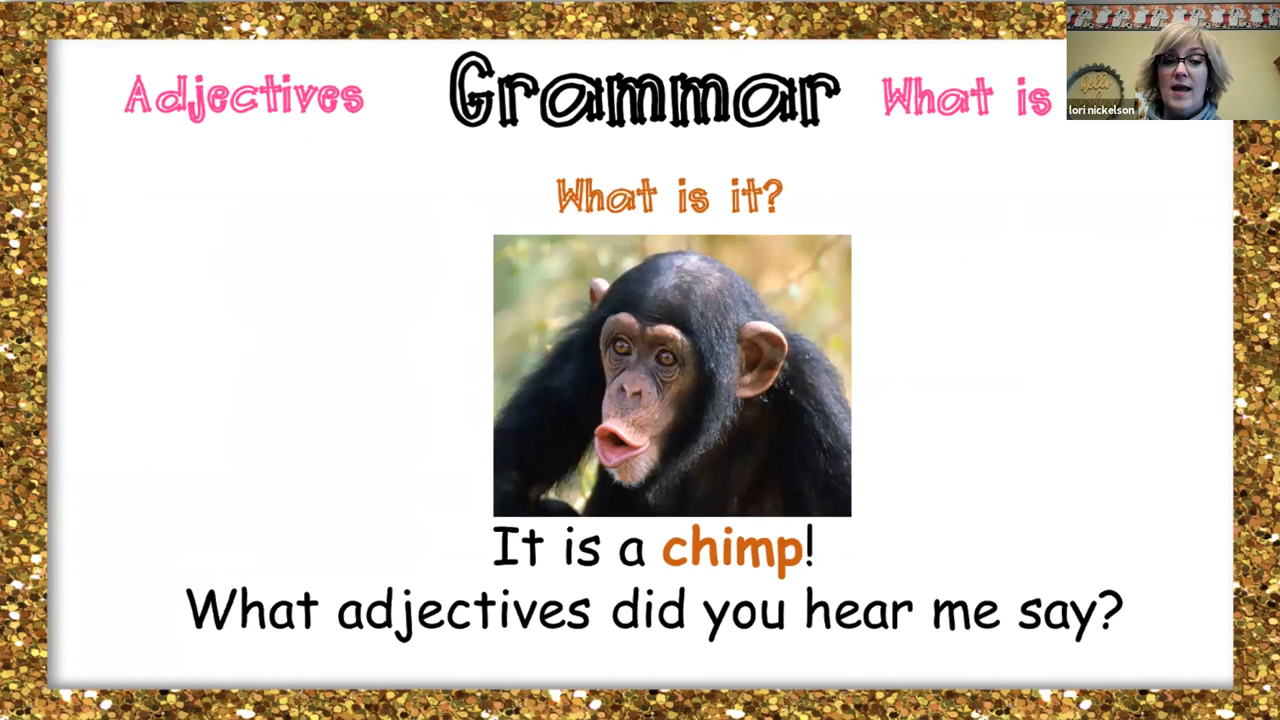 Adjectives Grammar What is
lori nickelson
What is it?
It is a chimp!
What adjectives did you hear me say?